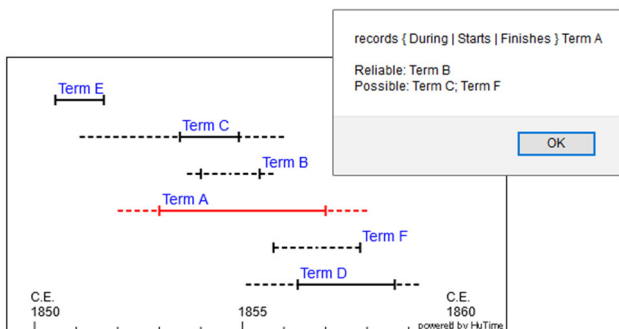 records { During | Starts | Finishes } Term A
Reliable: Term B
Possible: Term C; Term F
OK
Term E
Term C
Term B
Term A
Term F
Term D
C.E.
1850
1855
C.E.
1860
powered by HuTime